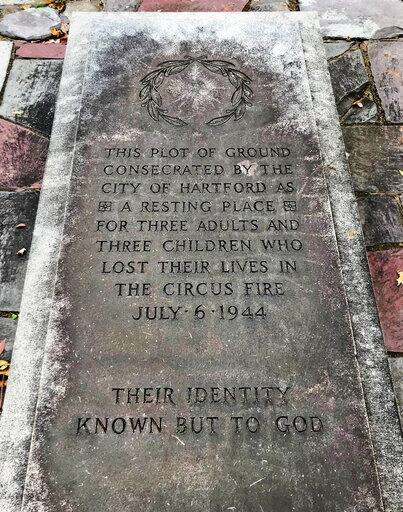 THIS PLOT OF GROUND
CONSECRATED BY THE
CITY OF HARTFORD AS
A RESTING PLACE
FOR THREE ADULTS AND
THREE CHILDREN WHO
LOST THEIR LIVES IN
THE CIRCUS FIRE
JULY·6·1944
THEIR IDENTITY
KNOWN BUT TO GOD